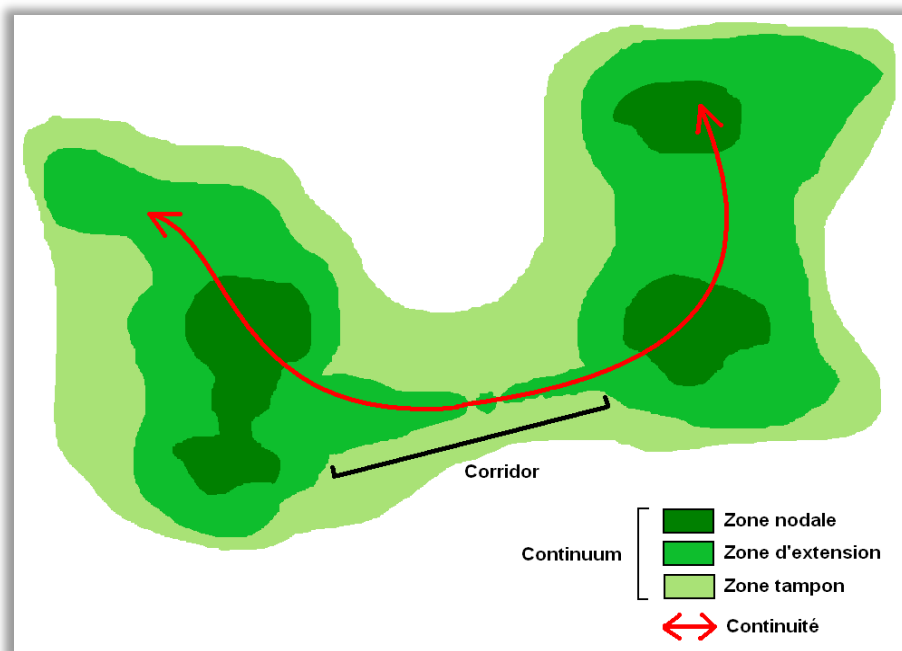 Corridor
Continuum
Zone nodale
Zone d'extension
Zone tampon
Continuité